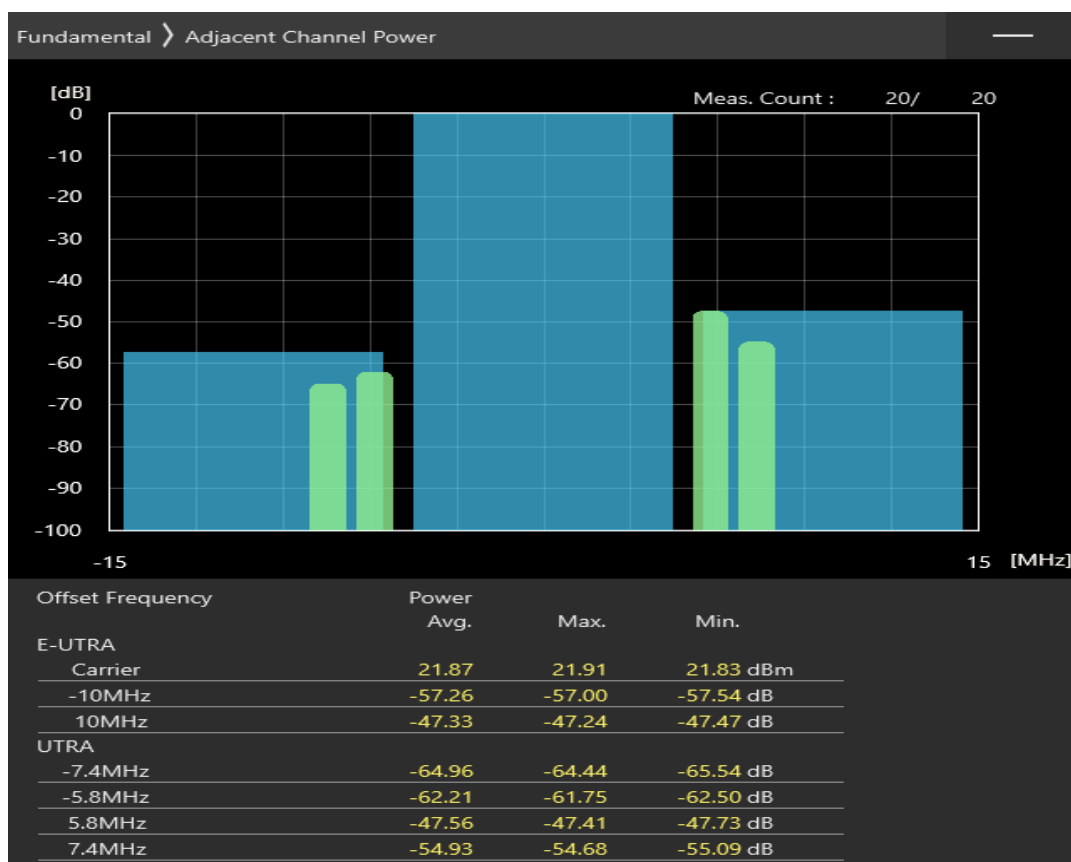 Fundamental ❯ Adjacent Channel Power
[dB]
Meas. Count : 20/ 20
0
-10
-20
-30
-40
-50
-60
-70
-80
-90
-100
-15 15 [MHz]
Offset Frequency Power
Avg. Max. Min.
E-UTRA
Carrier 21.87 21.91 21.83 dBm
-10MHz -57.26 -57.00 -57.54 dB
10MHz -47.33 -47.24 -47.47 dB
UTRA
-7.4MHz -64.96 -64.44 -65.54 dB
-5.8MHz -62.21 -61.75 -62.50 dB
5.8MHz -47.56 -47.41 -47.73 dB
7.4MHz -54.93 -54.68 -55.09 dB